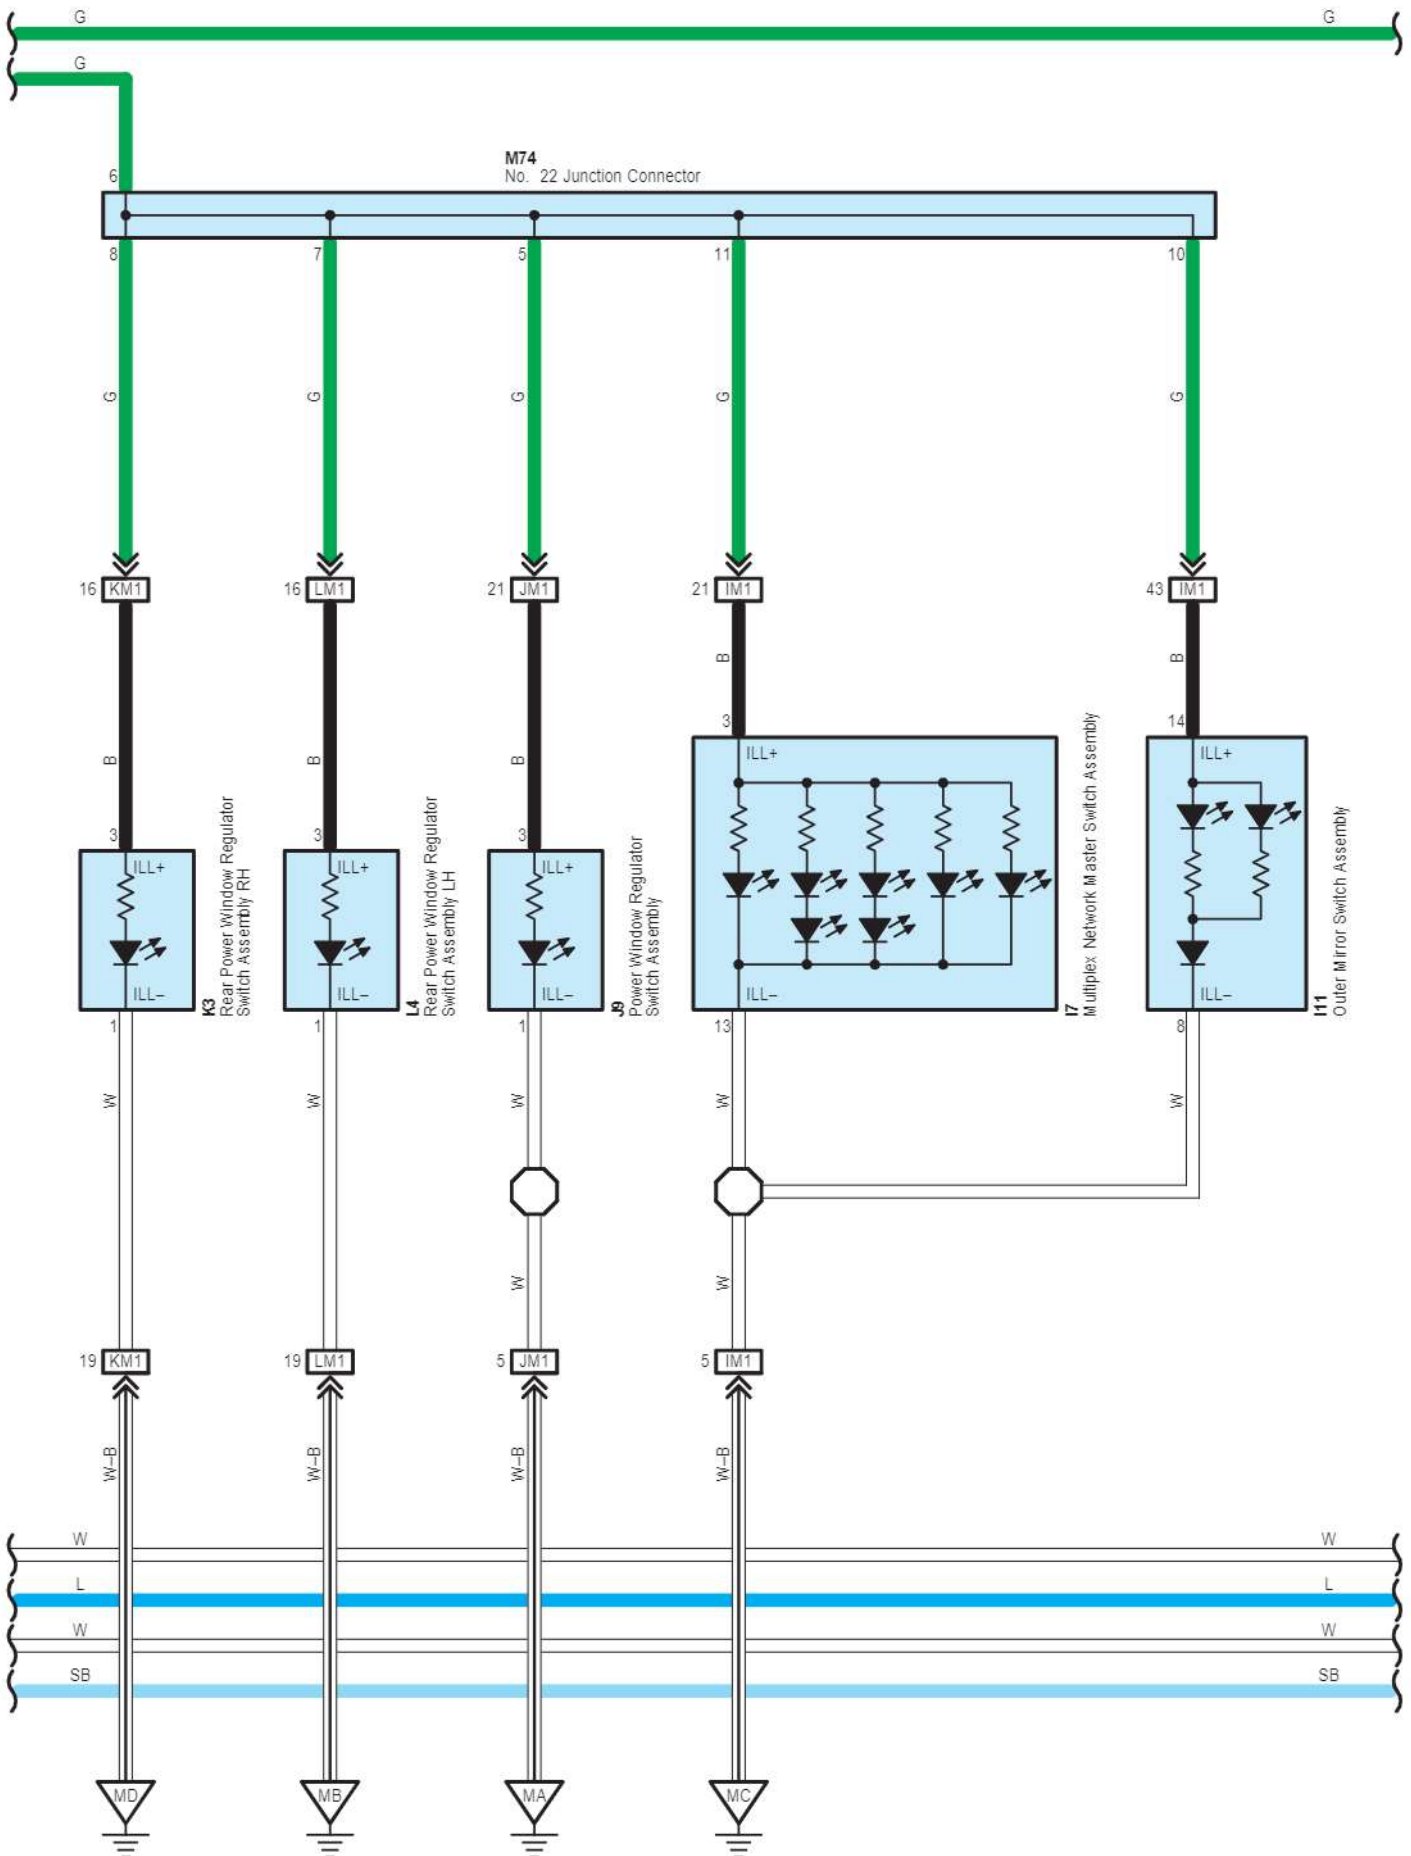 G G
G
M74
No. 22 Junction Connector
6
8 7 5 11 10
G G G G G
16 KM1 16 LM1 21 JM1 21 IM1 43 IM1
B B
3 14
B B B
ILL+ ILL+
3 3 3
ILL+ ILL+ ILL+
ILL– ILL– ILL– ILL– ILL–
K3
Rear Power Window Regulator
Switch Assembly RH
L4
Rear Power Window Regulator
Switch Assembly LH
J9
Power Window Regulator
Switch Assembly
I7
Multiplex Network Master Switch Assembly
I11
Outer Mirror Switch Assembly
1 1 1 13 8
W W W W W
W W
19 KM1 19 LM1 5 JM1 5 IM1
W–B W–B W–B W–B
W W
L L
W W
SB SB
MD MB MA MC